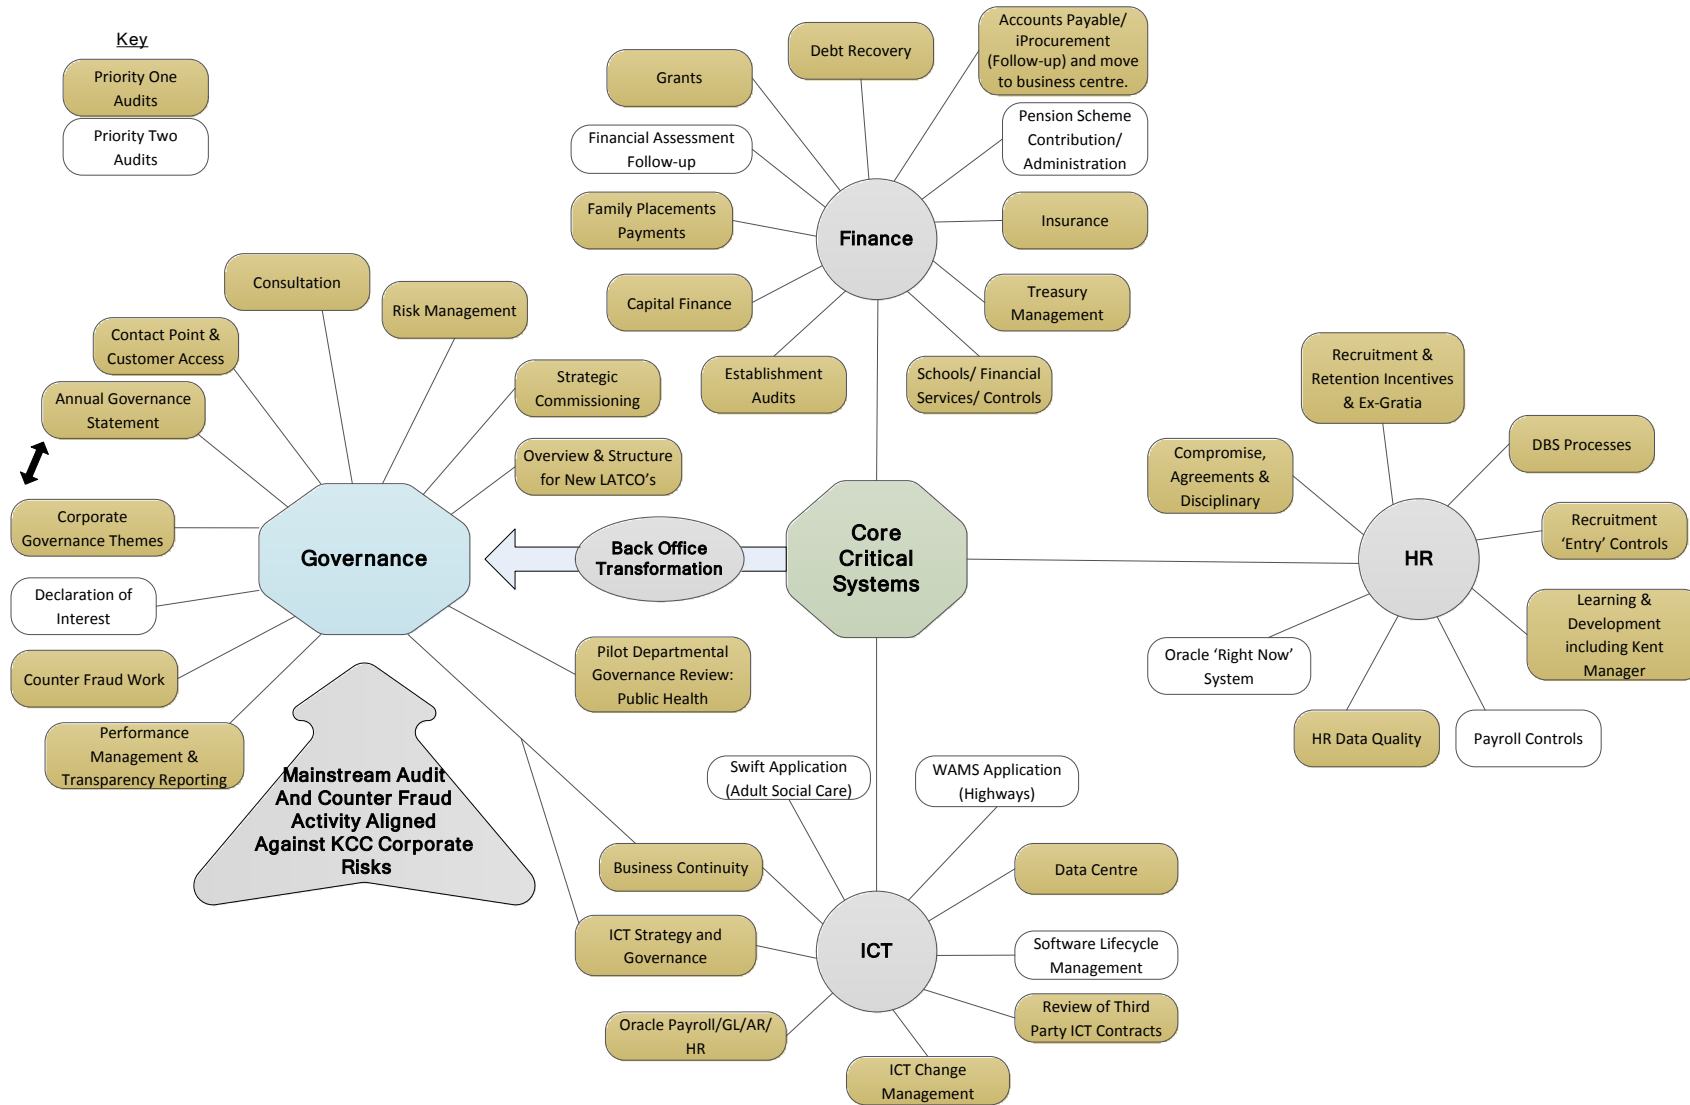 Key
Priority One
Audits
Priority Two
Audits
Grants
Debt Recovery
Accounts Payable/
iProcurement
(Follow-up) and move
to business centre.
Financial Assessment
Follow-up
Pension Scheme
Contribution/
Administration
Family Placements
Payments
Finance
Insurance
Capital Finance
Treasury
Management
Establishment
Audits
Schools/ Financial
Services/ Controls
Consultation
Risk Management
Contact Point &
Customer Access
Annual Governance
Statement
Strategic
Commissioning
Overview & Structure
for New LATCO's
Corporate
Governance Themes
Governance
Back Office
Transformation
Core
Critical
Systems
Declaration of
Interest
Counter Fraud Work
Performance
Management &
Transparency Reporting
Pilot Departmental
Governance Review:
Public Health
Mainstream Audit
And Counter Fraud
Activity Aligned
Against KCC Corporate
Risks
Recruitment &
Retention Incentives
& Ex-Gratia
DBS Processes
Compromise,
Agreements &
Disciplinary
Recruitment
‘Entry’ Controls
HR
Learning &
Development
including Kent
Manager
Oracle ‘Right Now’
System
HR Data Quality
Payroll Controls
Swift Application
(Adult Social Care)
WAMS Application
(Highways)
Business Continuity
Data Centre
ICT Strategy and
Governance
ICT
Software Lifecycle
Management
Oracle Payroll/GL/AR/
HR
Review of Third
Party ICT Contracts
ICT Change
Management